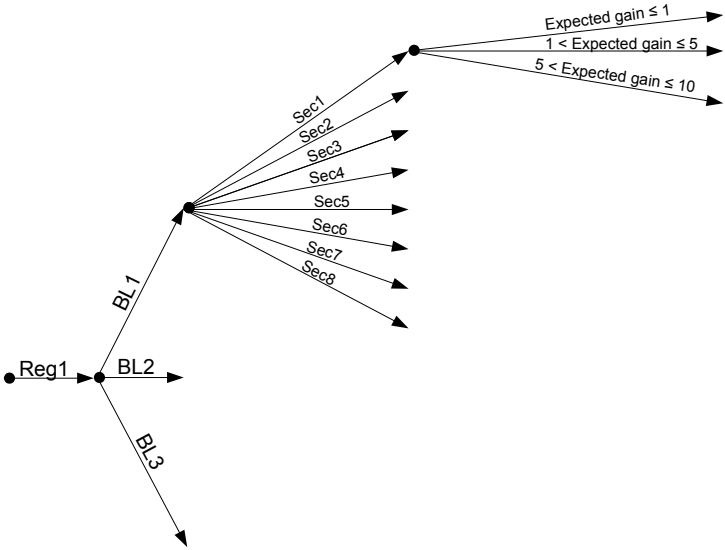 Expected gain ≤ 1
1 < Expected gain ≤ 5
5 < Expected gain ≤ 10
Sec1
Sec2
Sec3
Sec4
Sec5
Sec6
Sec7
Sec8
BL1
Reg1
BL2
BL3